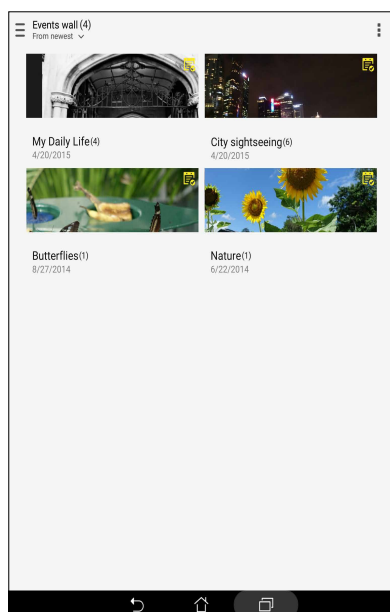 Events wall (4)
From newest
My Daily Life(4)
4/20/2015
City sightseeing(6)
4/20/2015
Butterflies(1)
8/27/2014
Nature(1)
6/22/2014